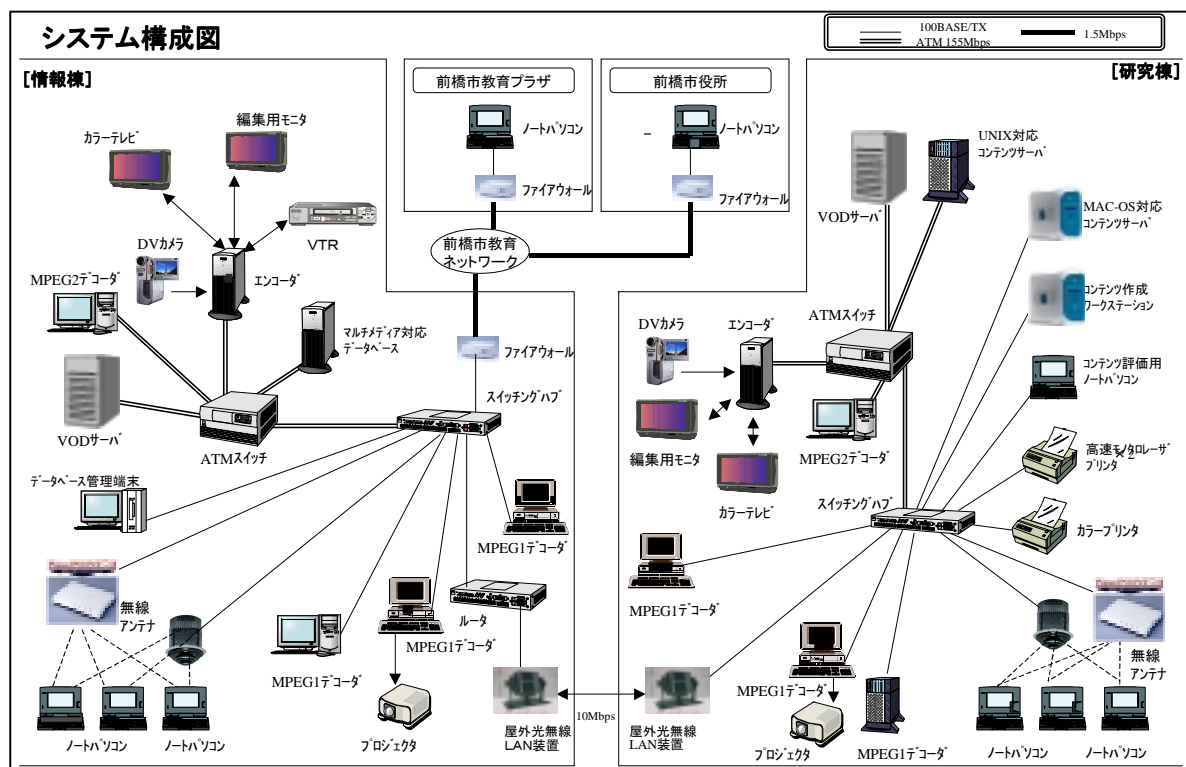 システム構成図
100BASE/TX
ATM 155Mbps
1.5Mbps
[情報棟]
前橋市教育プラザ
ノートパソコン
ファイアウォール
前橋市役所
ノートパソコン
ファイアウォール
[研究棟]
前橋市教育
ネットワーク
カラーテレビ
編集用モニタ
VTR
DVカメラ
エンコーダ
MPEG2デコーダ
マルチメディア対応
データベース
VODサーバ
ATMスイッチ
ファイアウォール
スイッチングハブ
データベース管理端末
MPEG1デコーダ
無線
アンテナ
ルータ
MPEG1デコーダ
MPEG1デコーダ
ノートパソコン
ノートパソコン
プロジェクタ
屋外光無線
LAN装置
10Mbps
VODサーバ
UNIX対応
コンテンツサーバ
MAC-OS対応
コンテンツサーバ
コンテンツ作成
ワークステーション
ATMスイッチ
DVカメラ
エンコーダ
コンテンツ評価用
ノートパソコン
編集用モニタ
MPEG2デコーダ
カラーテレビ
プリンタ
スイッチングハブ
カラープリンタ
MPEG1デコーダ
無線
アンテナ
MPEG1デコーダ
屋外光無線
LAN装置
プロジェクタ
MPEG1デコーダ
ノートパソコン
ノートパソコン